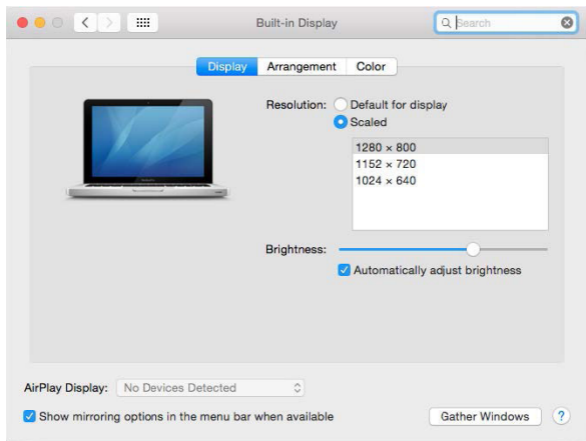 Built-in Display
Search
Display Arrangement Color
Resolution: Default for display
Scaled
1280 × 800
1152 × 720
1024 × 640
Brightness:
Automatically adjust brightness
AirPlay Display: No Devices Detected
Show mirroring options in the menu bar when available
Gather Windows ?